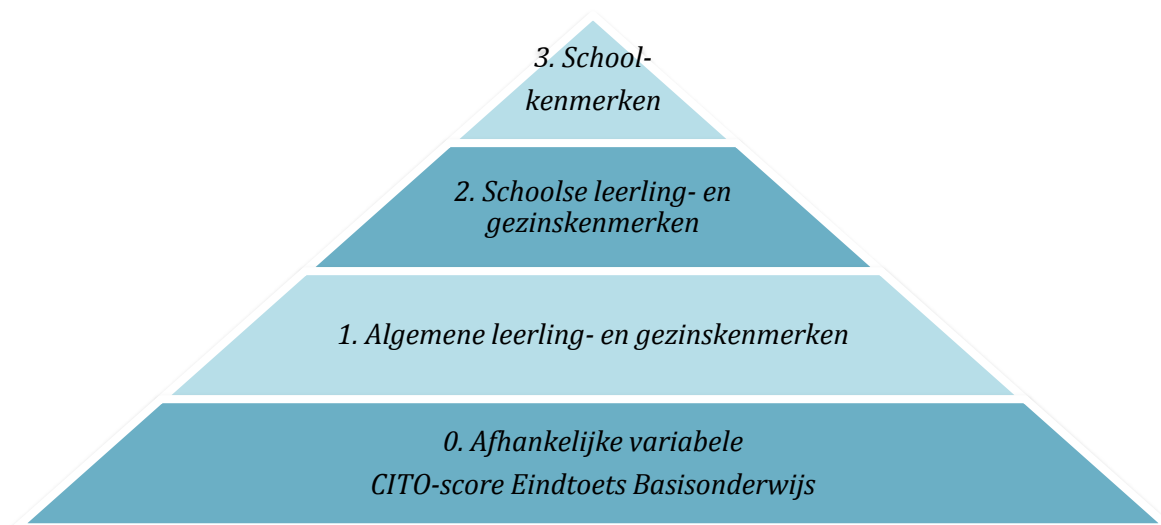 3. School-
kenmerken
2. Schoolse leerling- en
gezinskenmerken
1. Algemene leerling- en gezinskenmerken
0. Afhankelijke variabele
CITO-score Eindtoets Basisonderwijs